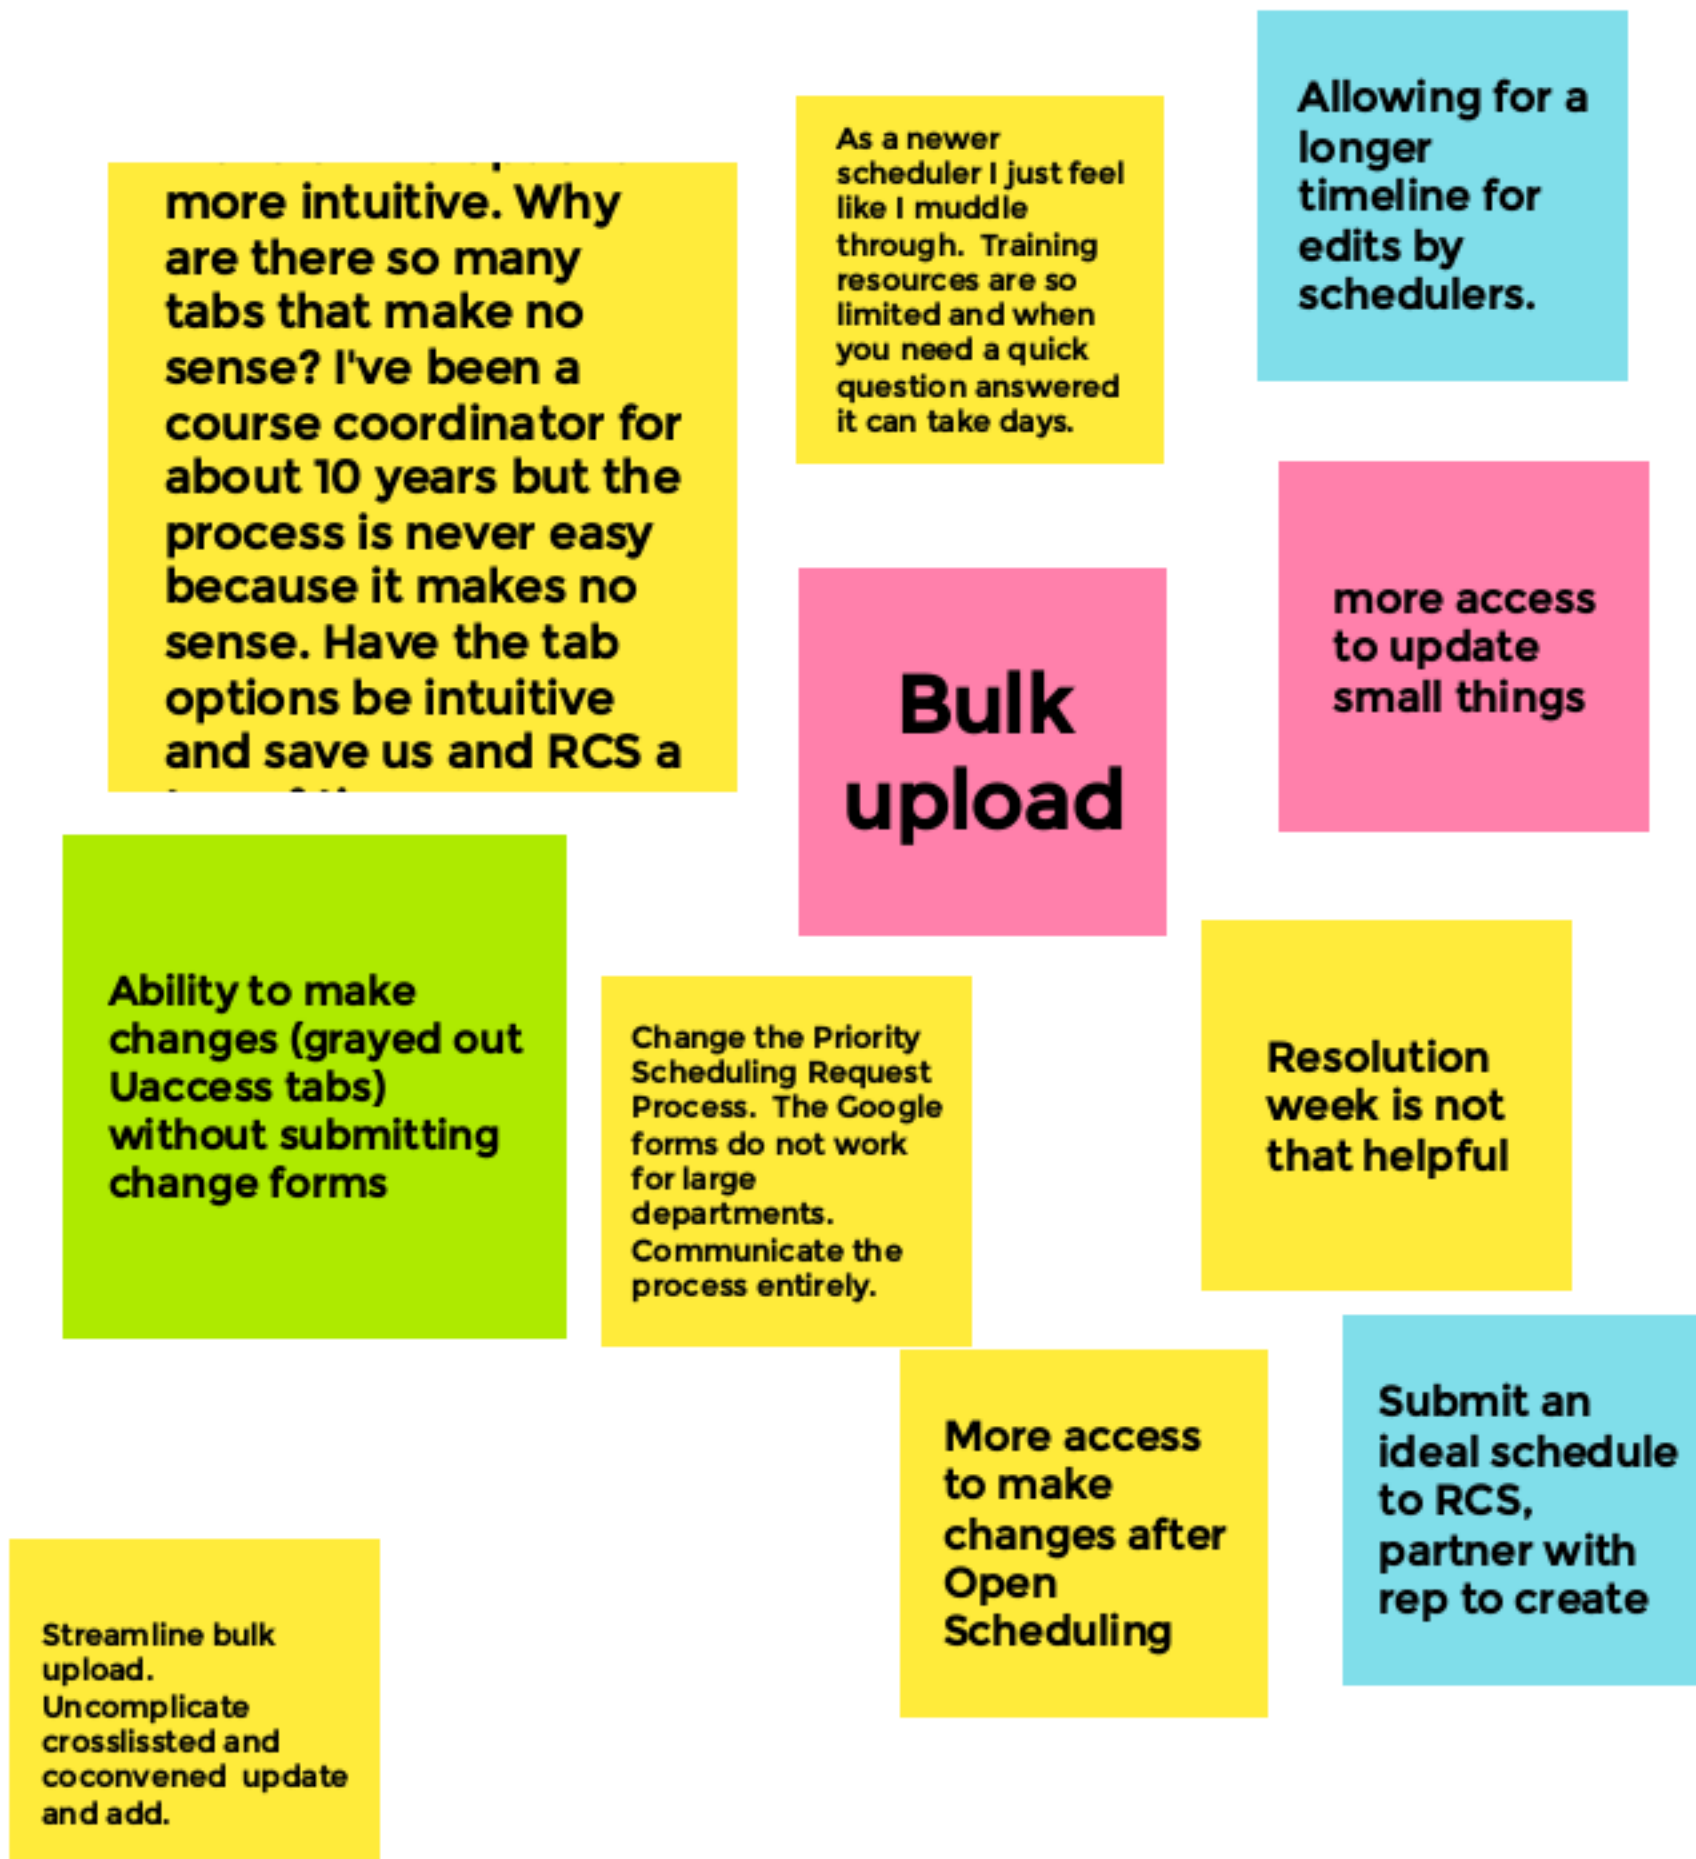 more intuitive. Why
are there so many
tabs that make no
sense? I've been a
course coordinator for
about 10 years but the
process is never easy
because it makes no
sense. Have the tab
options be intuitive
and save us and RCS a
As a newer
scheduler I just feel
like I muddle
through.  Training
resources are so
limited and when
you need a quick
question answered
it can take days.
Allowing for a
longer
timeline for
edits by
schedulers.
Bulk
upload
more access
to update
small things
Ability to make
changes (grayed out
Uaccess tabs)
without submitting
change forms
Change the Priority
Scheduling Request
Process.  The Google
forms do not work
for large
departments.
Communicate the
process entirely.
Resolution
week is not
that helpful
More access
to make
changes after
Open
Scheduling
Submit an
ideal schedule
to RCS,
partner with
rep to create
Streamline bulk
upload.
Uncomplicate
crosslissted and
coconvened  update
and add.